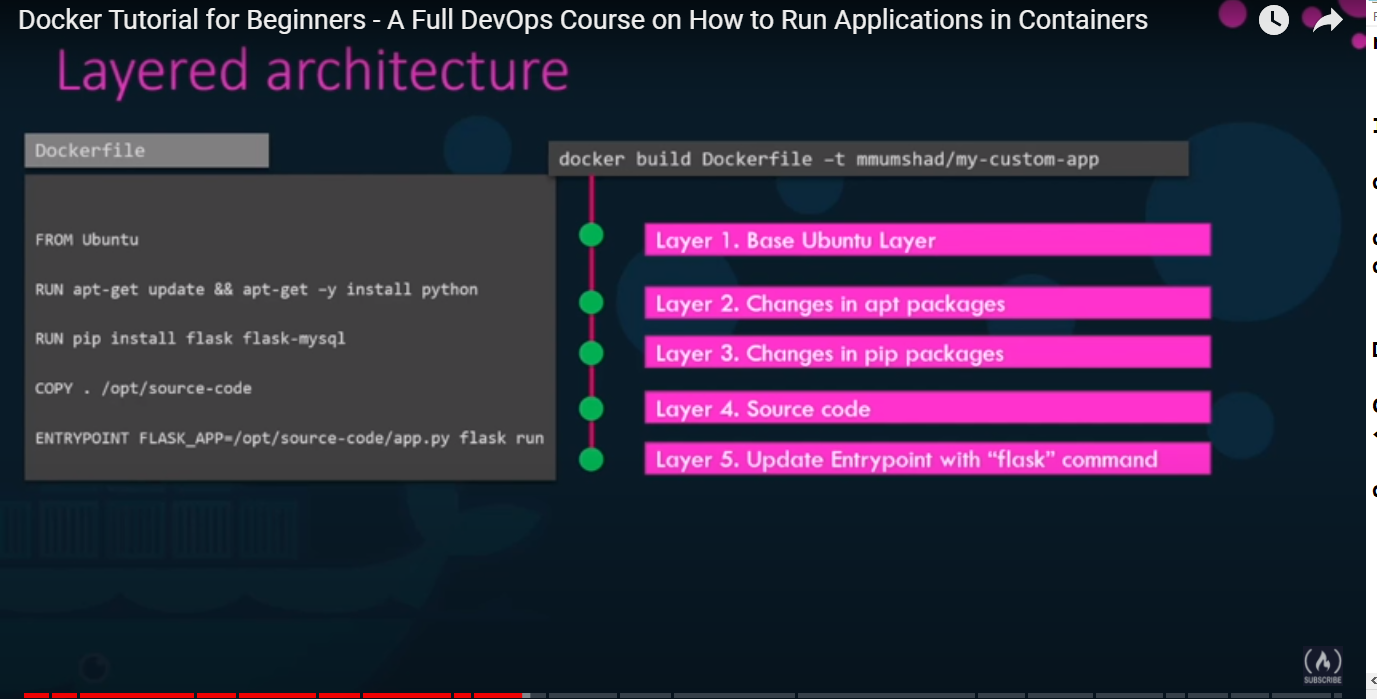 Docker Tutorial for Beginners - A Full DevOps Course on How to Run Applications in Containers
Layered architecture
Dockerfile
docker build Dockerfile –t mmumshad/my-custom-app
FROM Ubuntu
RUN apt-get update && apt-get –y install python
RUN pip install flask flask-mysql
COPY . /opt/source-code
ENTRYPOINT FLASK_APP=/opt/source-code/app.py flask run
Layer 1. Base Ubuntu Layer
Layer 2. Changes in apt packages
Layer 3. Changes in pip packages
Layer 4. Source code
Layer 5. Update Entrypoint with “flask” command
SUBSCRIBE